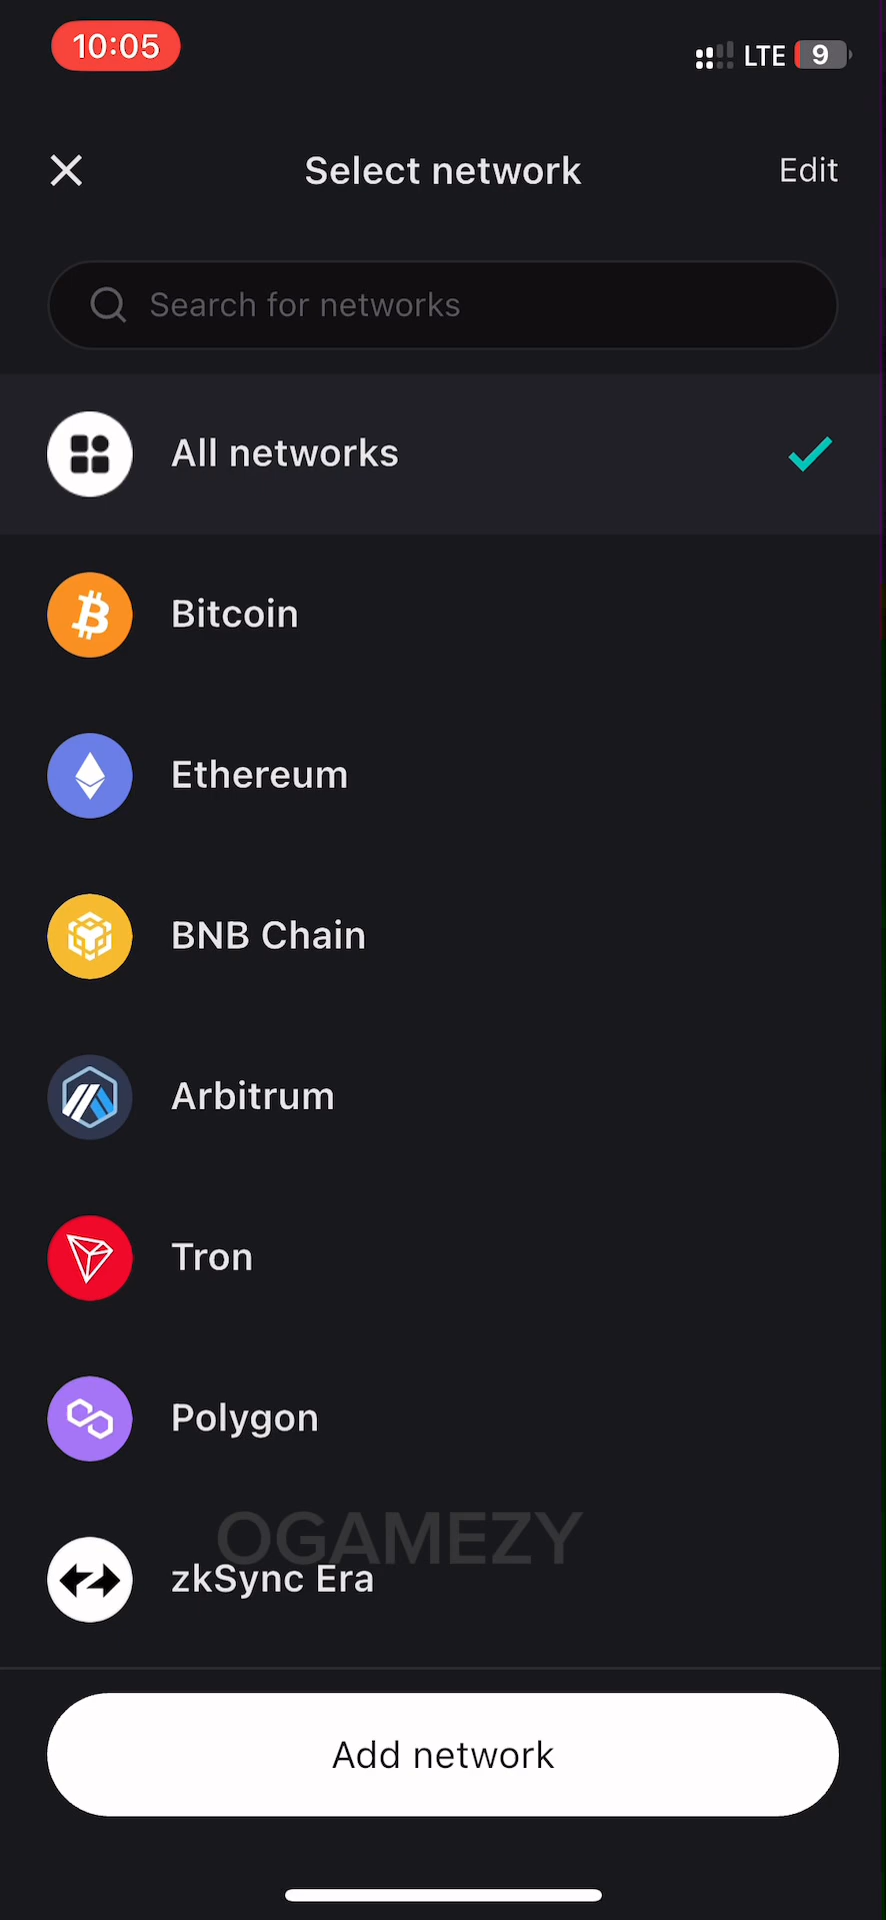 10:05
LTE 9
Select network
Edit
Search for networks
All networks
Bitcoin
Ethereum
BNB Chain
Arbitrum
Tron
Polygon
OGAMEZY
zkSync Era
Add network